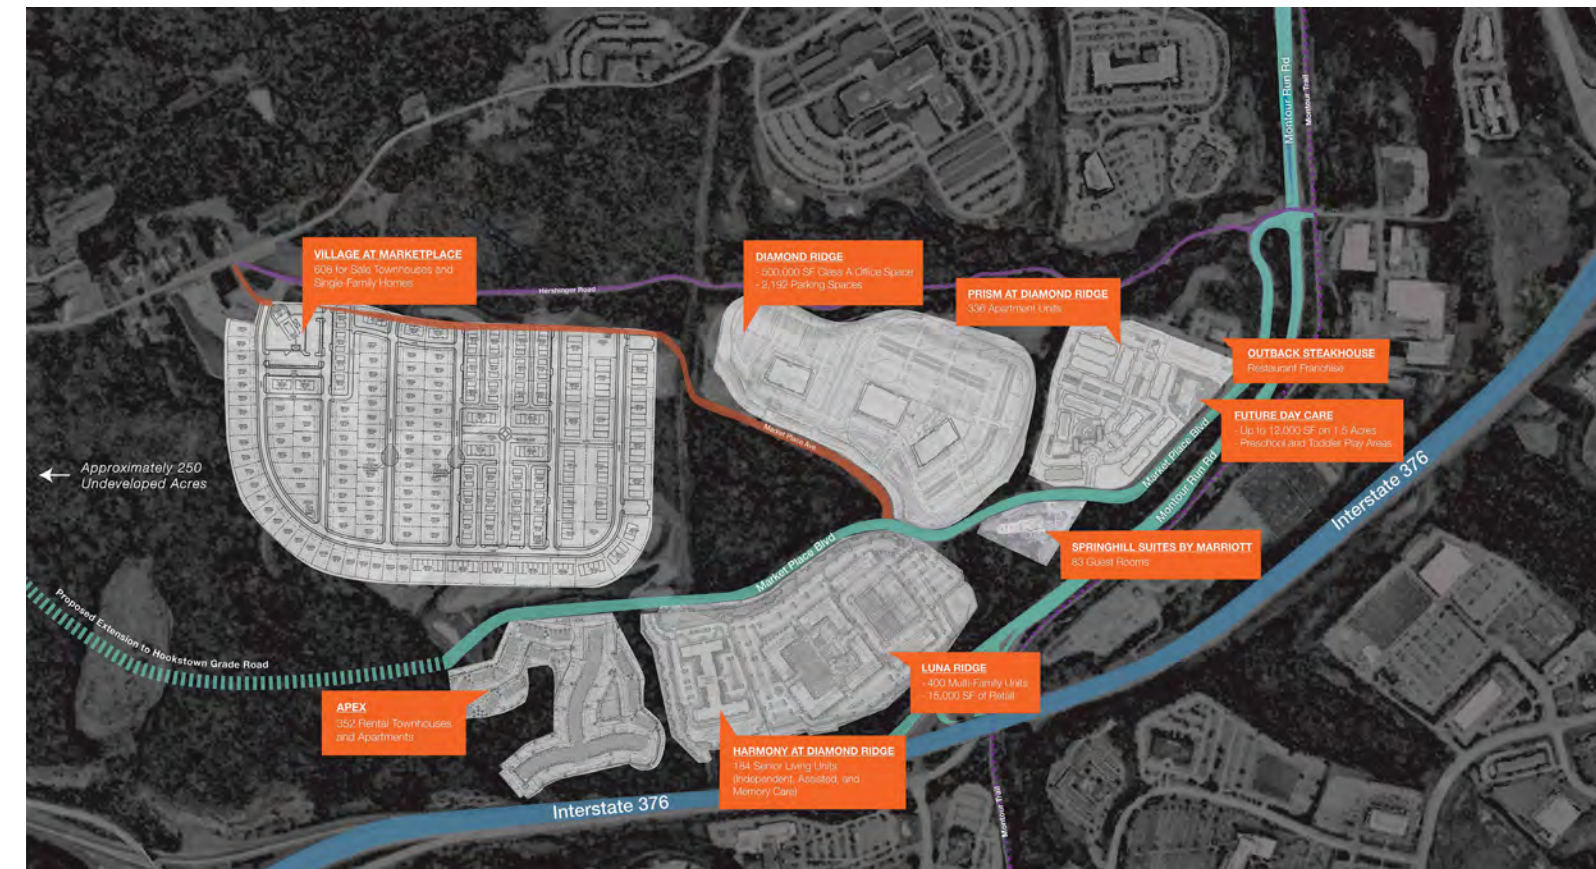 Montour Run Rd
Montour Trail
VILLAGE AT MARKETPLACE
608 for Sale Townhouses and
Single-Family Homes
DIAMOND RIDGE
- 500,000 SF Class A Office Space
- 2,192 Parking Spaces
Hershinger Road
PRISM AT DIAMOND RIDGE
336 Apartment Units
OUTBACK STEAKHOUSE
Restaurant Franchise
FUTURE DAY CARE
- Up to 12,000 SF on 1.5 Acres
- Preschool and Toddler Play Areas
Market Place Ave
Market Place Blvd
Montour Run Rd
Interstate 376
Approximately 250
Undeveloped Acres
SPRINGHILL SUITES BY MARRIOTT
83 Guest Rooms
Market Place Blvd
Proposed Extension to Hookstown Grade Road
LUNA RIDGE
- 400 Multi-Family Units
- 15,000 SF of Retail
APEX
352 Rental Townhouses
and Apartments
HARMONY AT DIAMOND RIDGE
184 Senior Living Units
(Independent, Assisted, and
Memory Care)
Interstate 376
Montour Trail